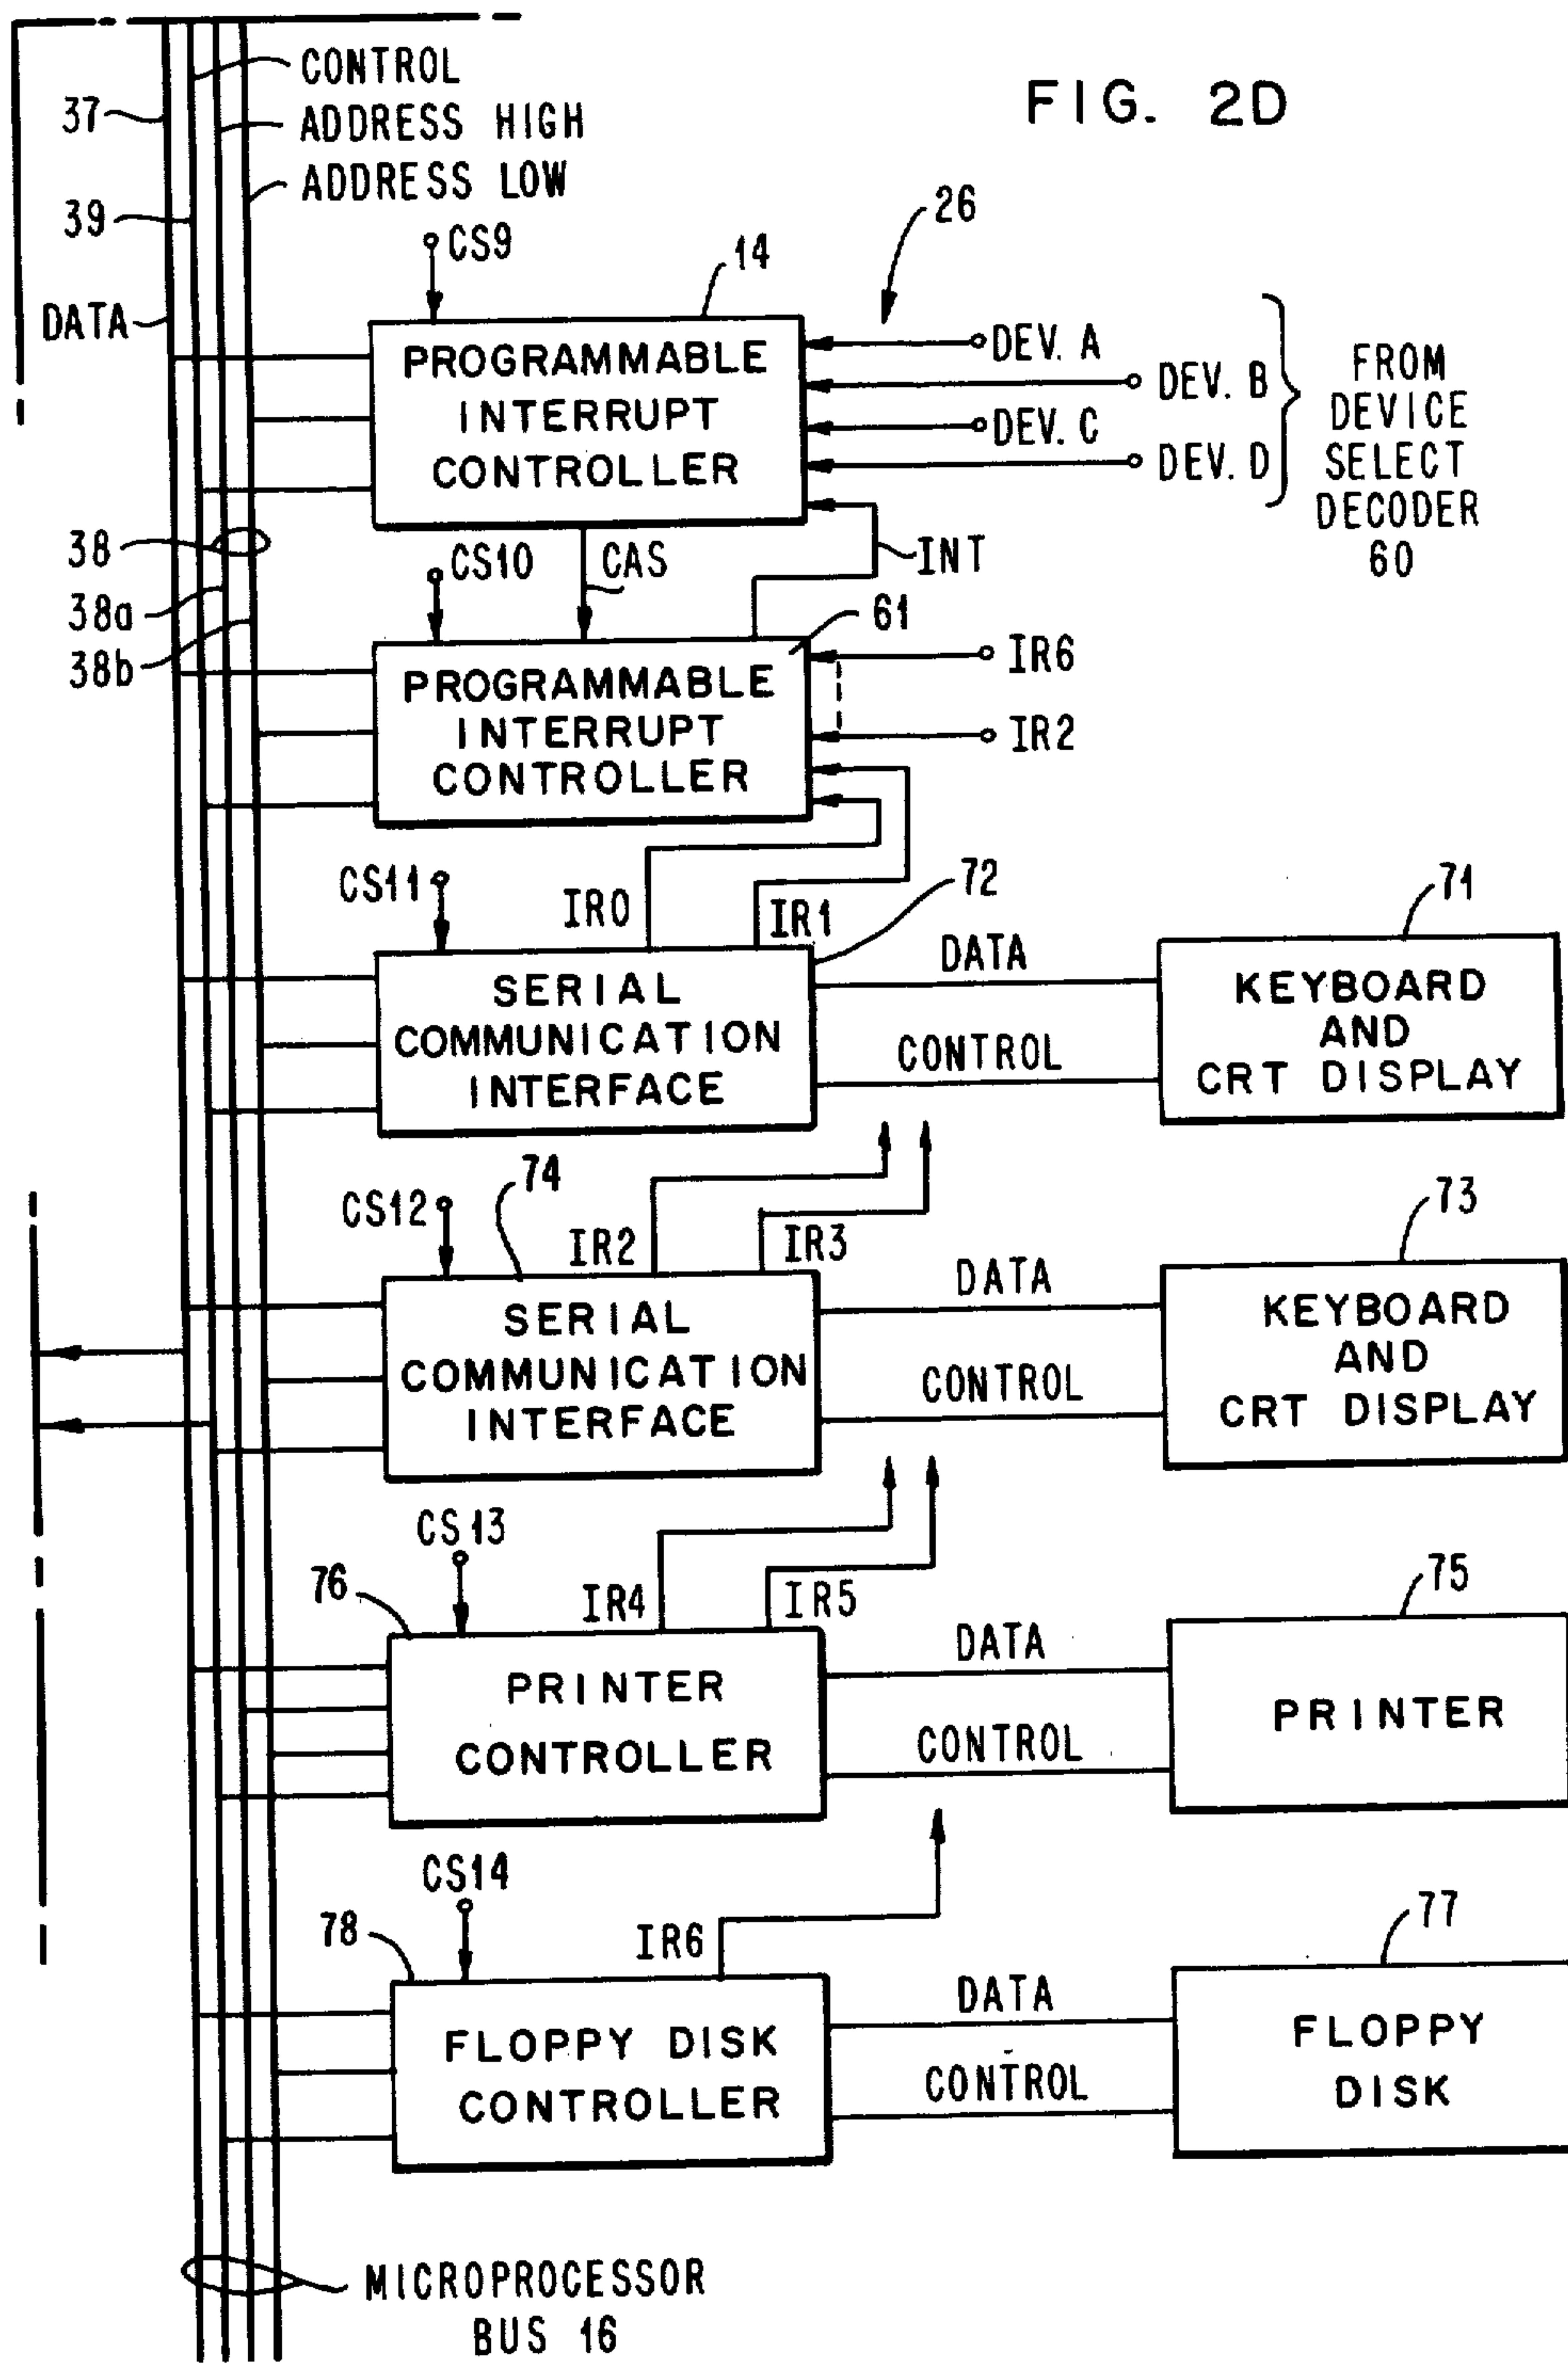 FIG. 2D
CONTROL
37
ADDRESS HIGH
ADDRESS LOW
39
DATA
CS9
14
26
PROGRAMMABLE
INTERRUPT
CONTROLLER
DEV. A
DEV. B
DEV. C
DEV. D
FROM
DEVICE
SELECT
DECODER
60
38
38a
38b
CS10
CAS
INT
61
PROGRAMMABLE
INTERRUPT
CONTROLLER
IR6
IR2
CS11
IR0
IR1
72
SERIAL
COMMUNICATION
INTERFACE
DATA
CONTROL
71
KEYBOARD
AND
CRT DISPLAY
CS12
74
IR2
IR3
SERIAL
COMMUNICATION
INTERFACE
DATA
CONTROL
73
KEYBOARD
AND
CRT DISPLAY
CS13
76
IR4
IR5
PRINTER
CONTROLLER
DATA
CONTROL
75
PRINTER
CS14
78
IR6
FLOPPY DISK
CONTROLLER
DATA
CONTROL
77
FLOPPY
DISK
MICROPROCESSOR
BUS 16